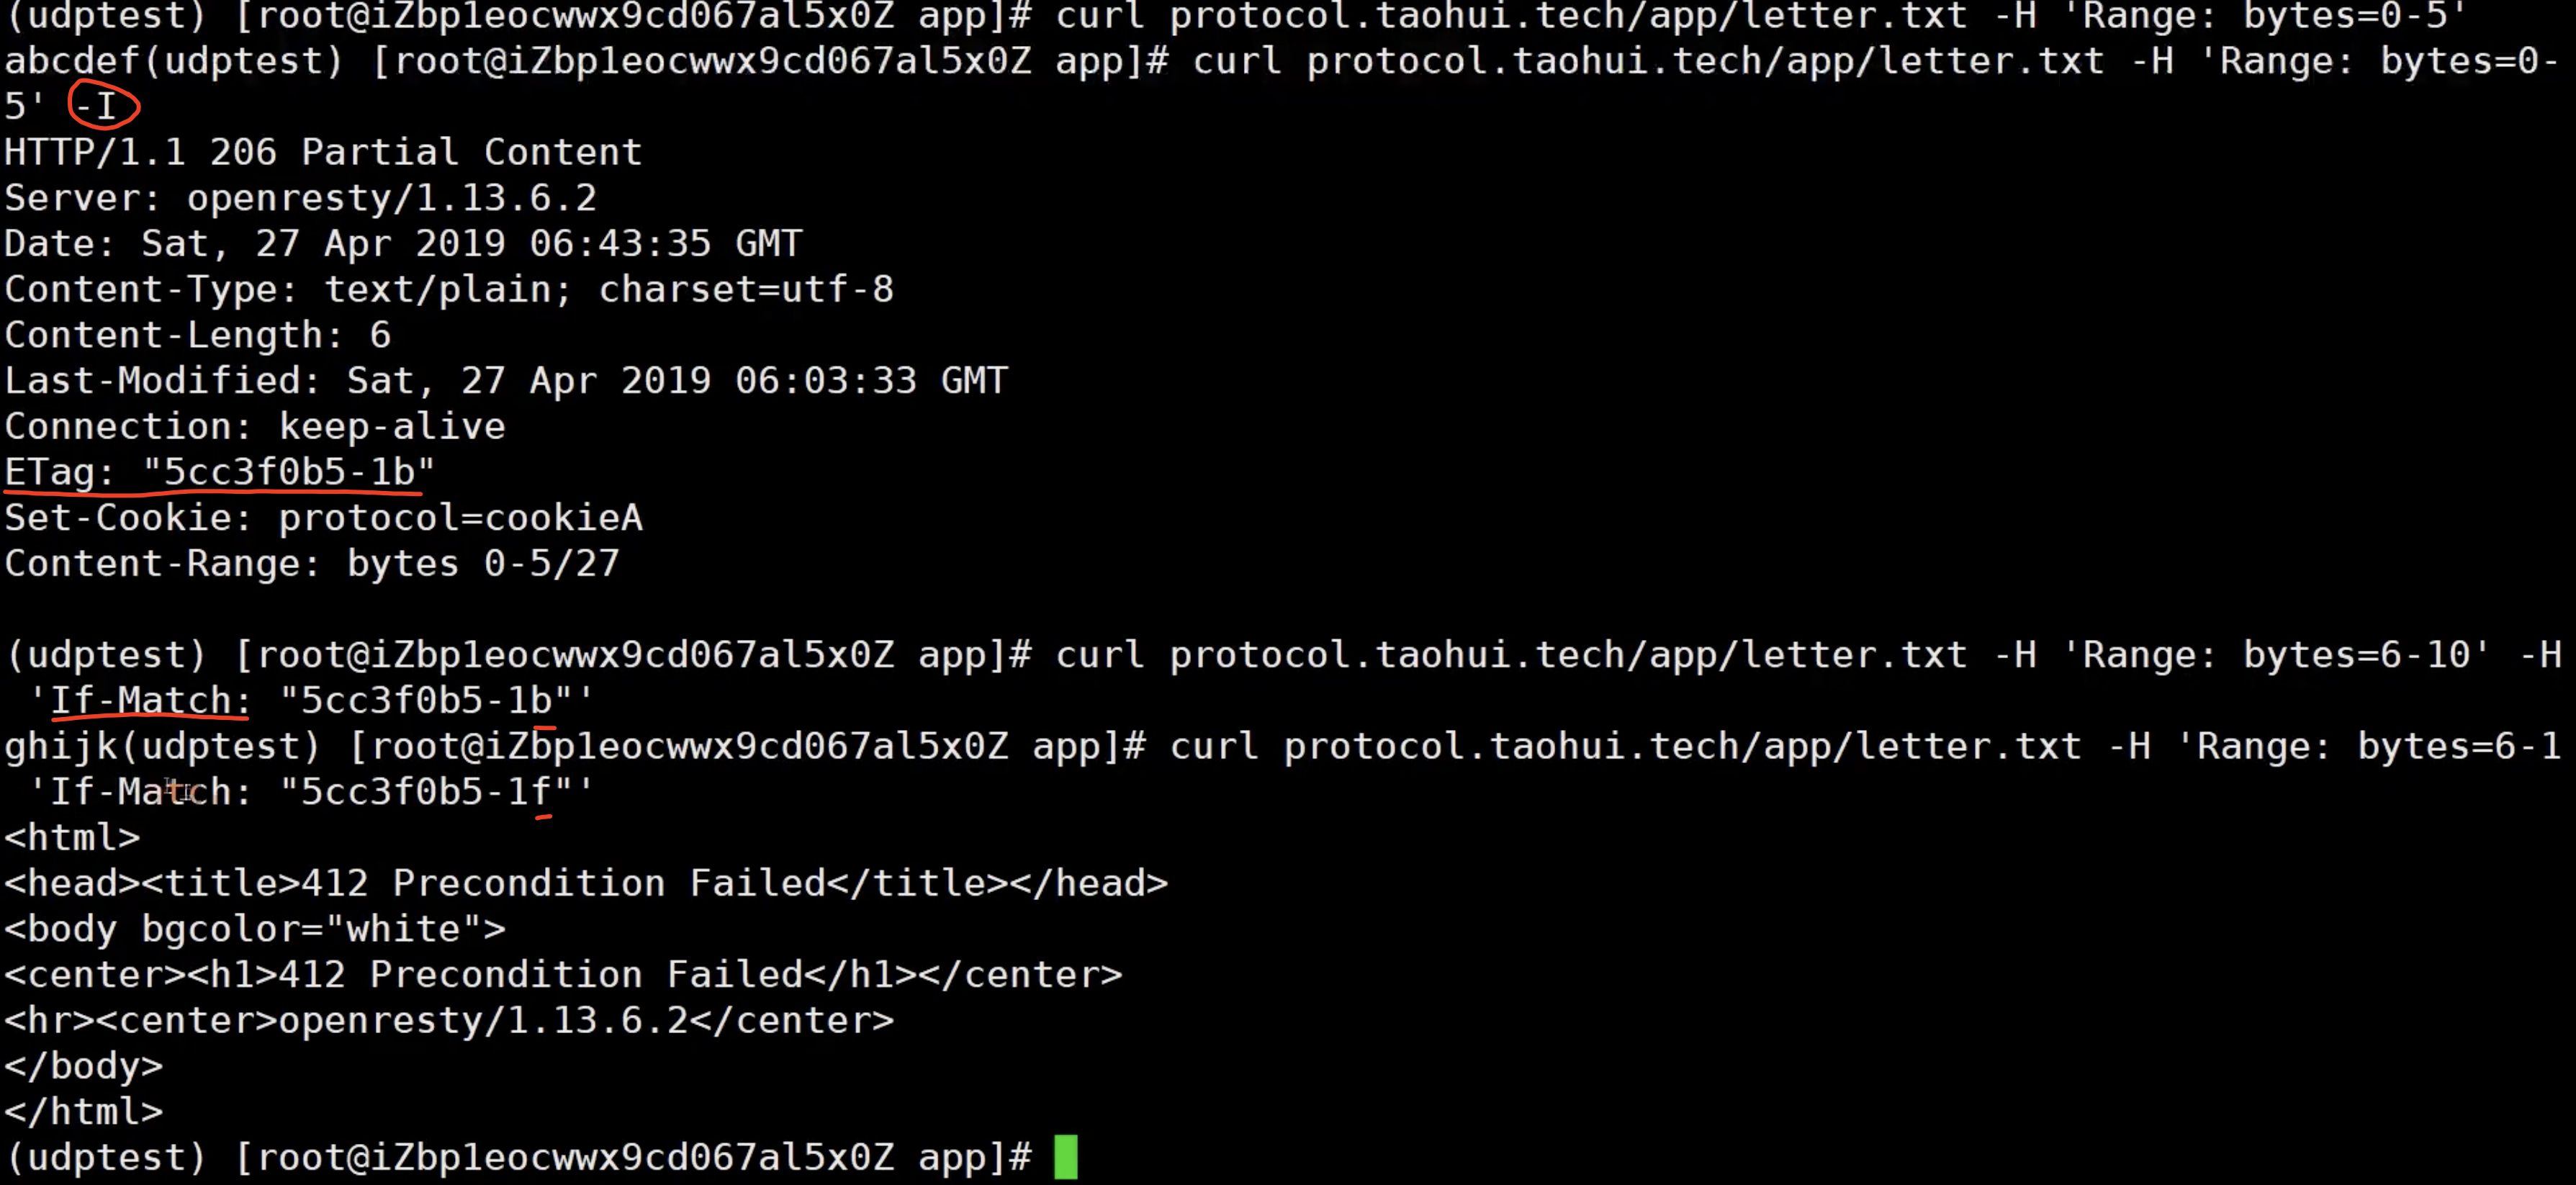 (udptest) [root@iZbp1eocwwx9cd067al5x0Z app]# curl protocol.taohui.tech/app/letter.txt -H 'Range: bytes=0-5'
abcdef(udptest) [root@iZbp1eocwwx9cd067al5x0Z app]# curl protocol.taohui.tech/app/letter.txt -H 'Range: bytes=0-
5' -I
HTTP/1.1 206 Partial Content
Server: openresty/1.13.6.2
Date: Sat, 27 Apr 2019 06:43:35 GMT
Content-Type: text/plain; charset=utf-8
Content-Length: 6
Last-Modified: Sat, 27 Apr 2019 06:03:33 GMT
Connection: keep-alive
ETag: "5cc3f0b5-1b"
Set-Cookie: protocol=cookieA
Content-Range: bytes 0-5/27
(udptest) [root@iZbp1eocwwx9cd067al5x0Z app]# curl protocol.taohui.tech/app/letter.txt -H 'Range: bytes=6-10' -H
'If-Match: "5cc3f0b5-1b"'
ghijk(udptest) [root@iZbp1eocwwx9cd067al5x0Z app]# curl protocol.taohui.tech/app/letter.txt -H 'Range: bytes=6-1
'If-Match: "5cc3f0b5-1f"'
<html>
<head><title>412 Precondition Failed</title></head>
<body bgcolor="white">
<center><h1>412 Precondition Failed</h1></center>
<hr><center>openresty/1.13.6.2</center>
</body>
</html>
(udptest) [root@iZbp1eocwwx9cd067al5x0Z app]#